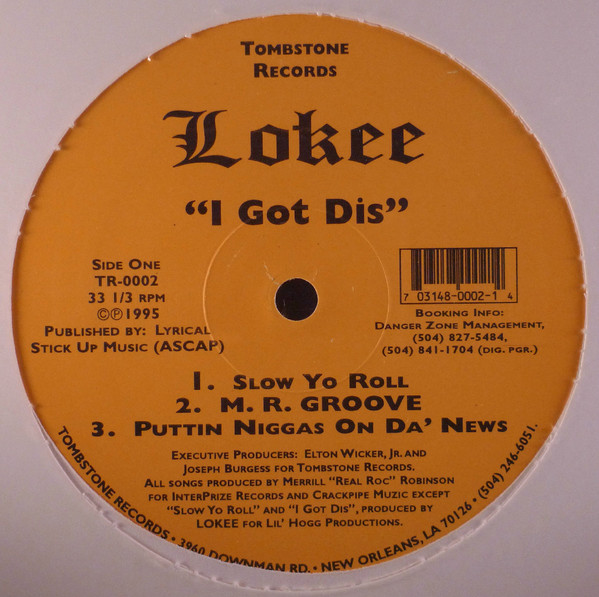 Tombstone
Records
Lokee
"I Got Dis"
Side One
TR-0002
33 1/3 rpm
©℗1995
Published by: Lyrical
Stick Up Music (ASCAP)
7 03148-0002-1 4
Booking Info:
Danger Zone Management,
(504) 827-5484,
(504) 841-1704 (dig. pgr.)
1. Slow Yo Roll
2. M. R. GROOVE
3. Puttin Niggas On Da' News
Executive Producers: Elton Wicker, Jr. and
Joseph Burgess for Tombstone Records.
All songs produced by Merrill "Real Roc" Robinson
for InterPrize Records and Crackpipe Muzic except
"Slow Yo Roll" and "I Got Dis", produced by
LOKEE for Lil' Hogg Productions.
TOMBSTONE RECORDS • 3960 DOWNMAN RD. • NEW ORLEANS, LA 70126 • (504) 246-6051.